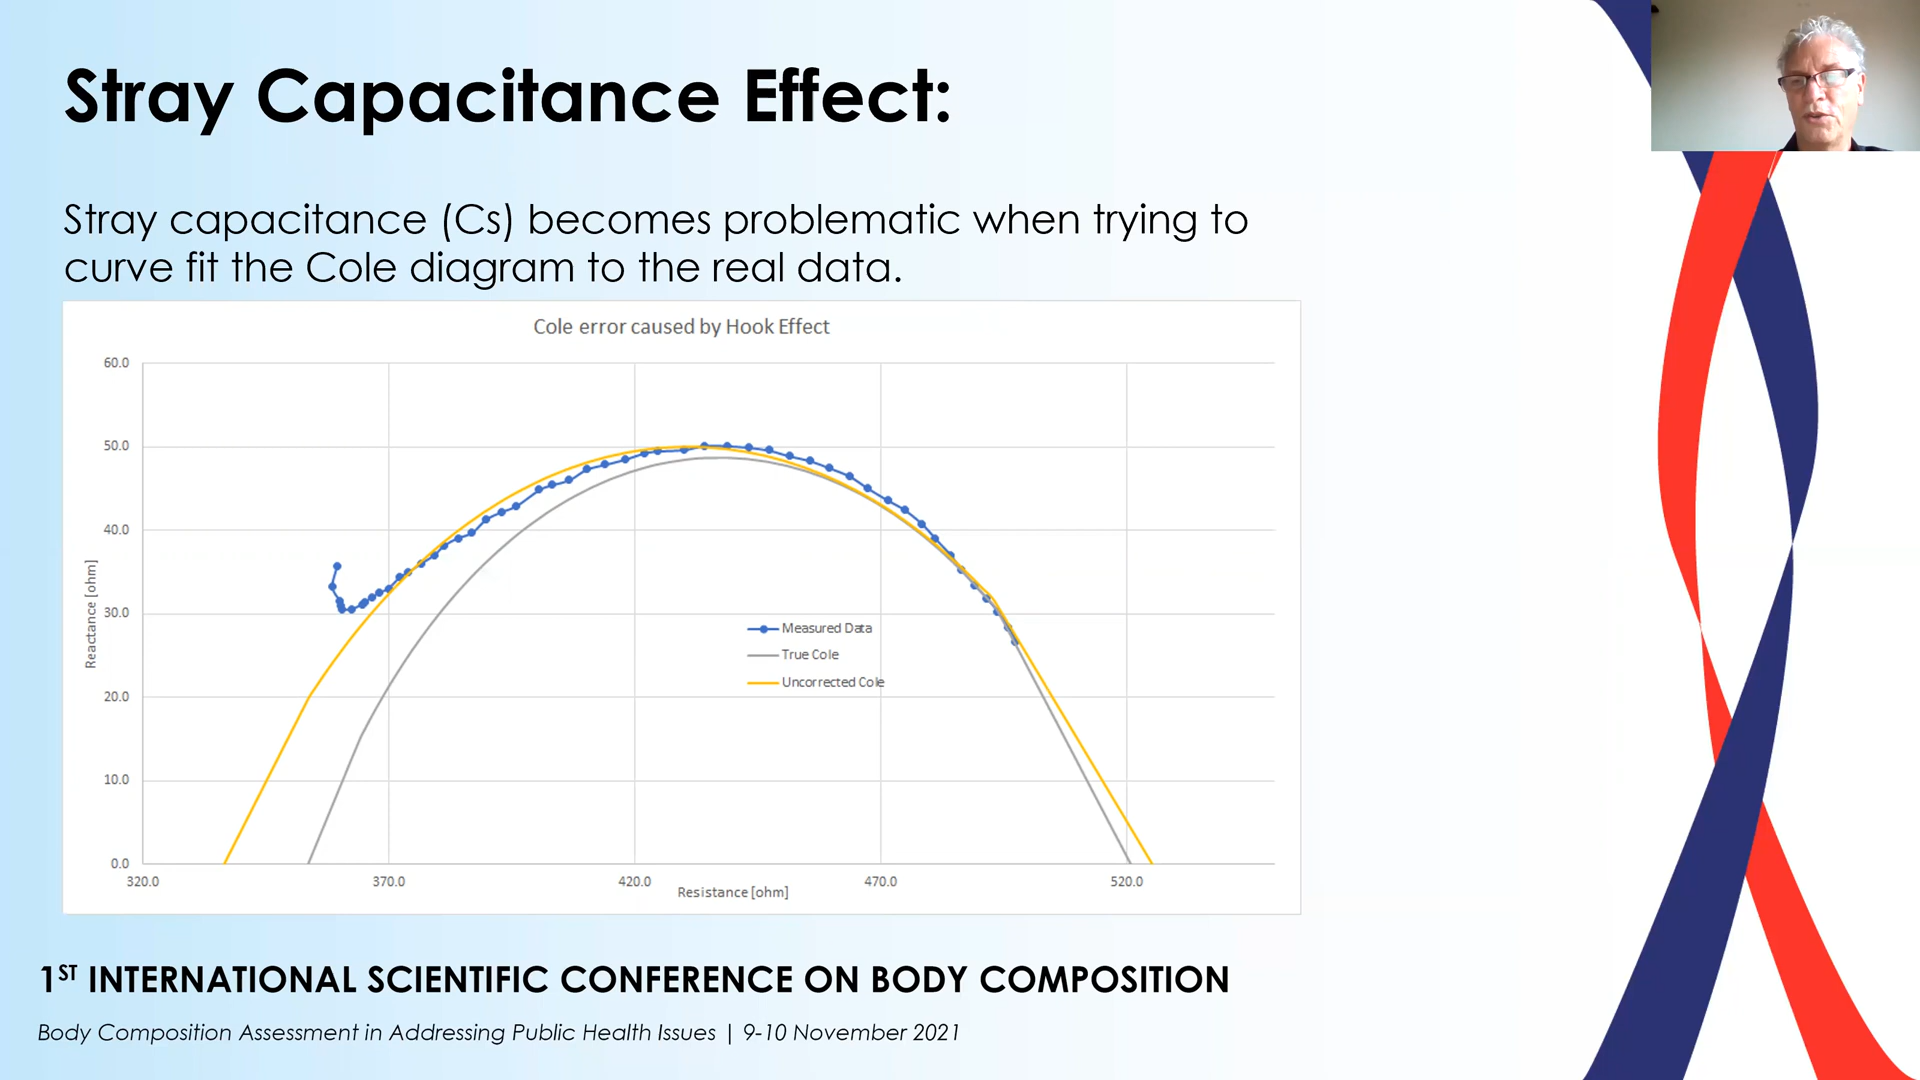 Stray Capacitance Effect:
Stray capacitance (Cs) becomes problematic when trying to
curve fit the Cole diagram to the real data.
Cole error caused by Hook Effect
60.0
50.0
40.0
30.0
20.0
10.0
0.0
Reactance [ohm]
Measured Data
True Cole
Uncorrected Cole
320.0 370.0 420.0 470.0 520.0
Resistance [ohm]
1ST INTERNATIONAL SCIENTIFIC CONFERENCE ON BODY COMPOSITION
Body Composition Assessment in Addressing Public Health Issues | 9-10 November 2021